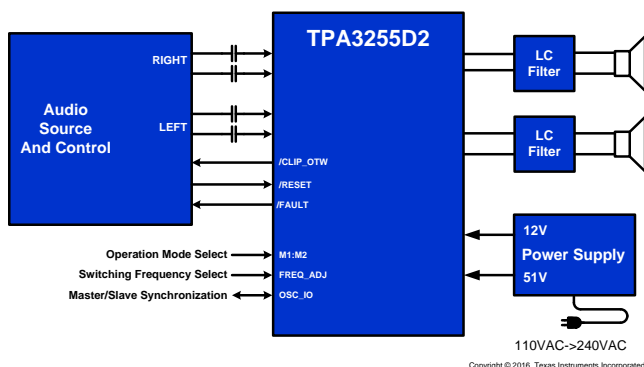 TPA3255D2
RIGHT
LEFT
Audio
Source
And Control
/CLIP_OTW
/RESET
/FAULT
Operation Mode Select
M1:M2
Switching Frequency Select
FREQ_ADJ
Master/Slave Synchronization
OSC_IO
LC
Filter
LC
Filter
12V
Power Supply
51V
110VAC->240VAC
Copyright © 2016, Texas Instruments Incorporated